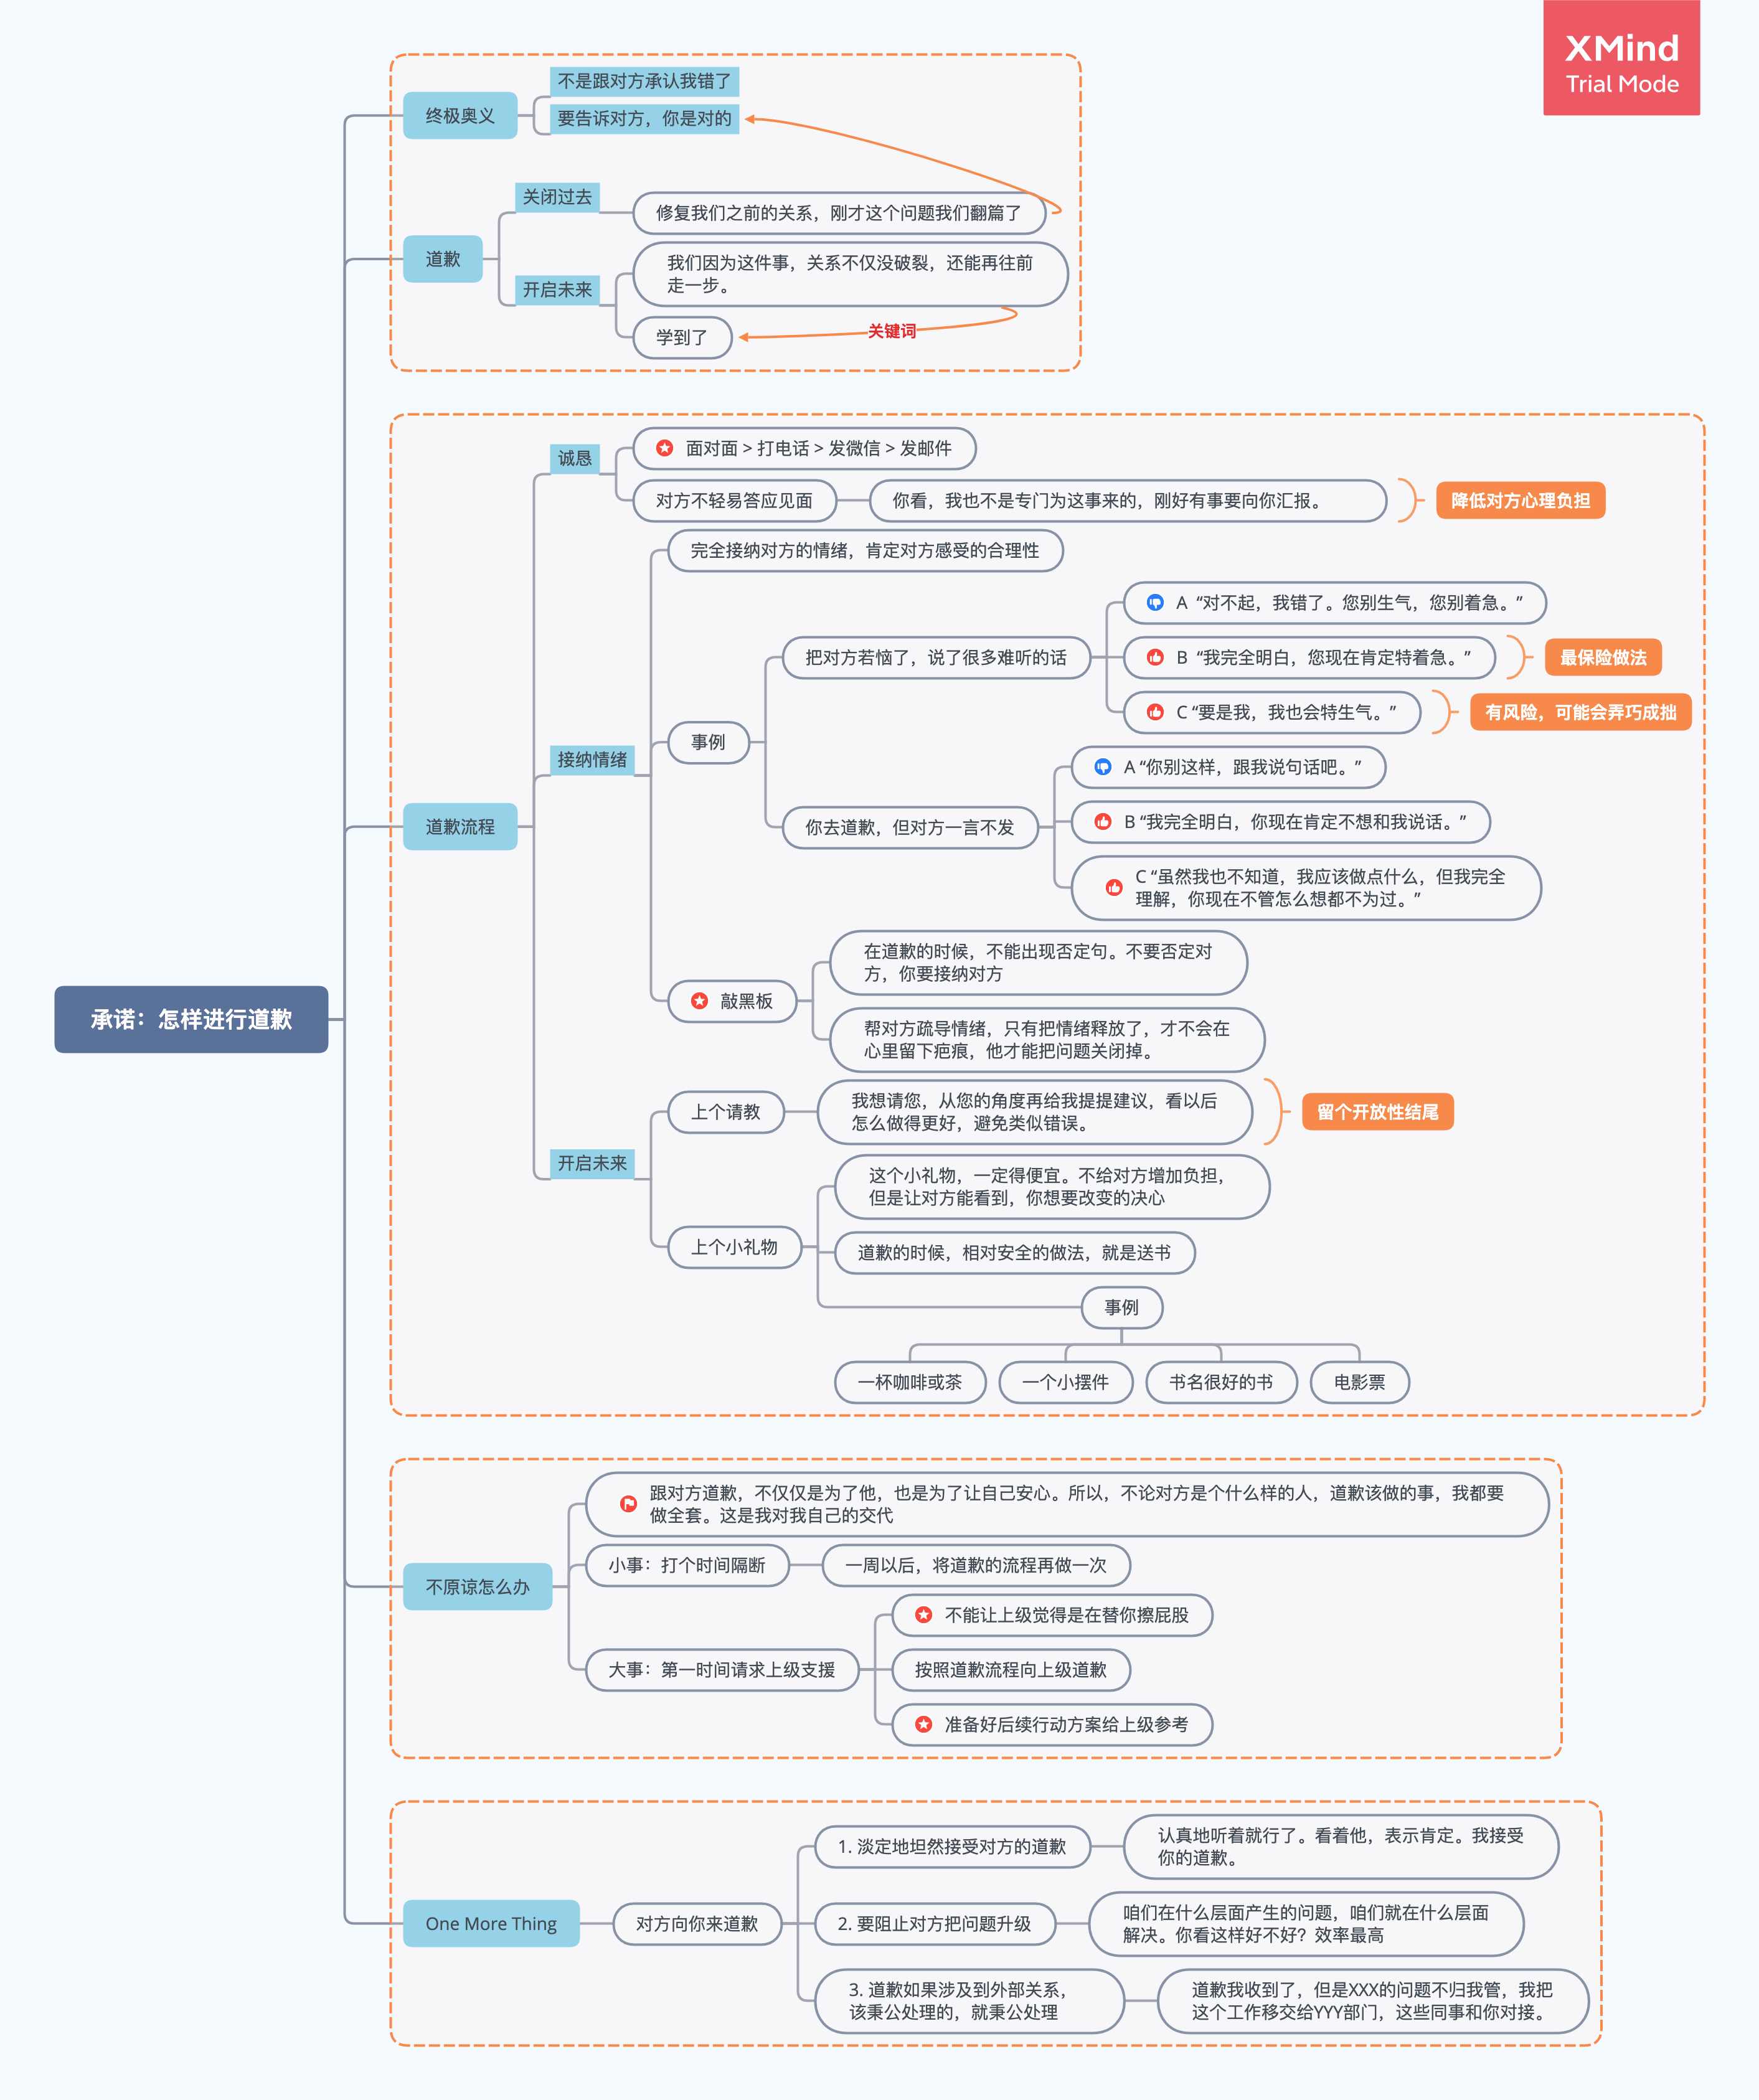 XMind
Trial Mode
承诺：怎样进行道歉
终极奥义
不是跟对方承认我错了
要告诉对方，你是对的
道歉
关闭过去
修复我们之前的关系，刚才这个问题我们翻篇了
开启未来
我们因为这件事，关系不仅没破裂，还能再往前
走一步。
学到了
关键词
道歉流程
诚恳
面对面 > 打电话 > 发微信 > 发邮件
对方不轻易答应见面
你看，我也不是专门为这事来的，刚好有事要向你汇报。
降低对方心理负担
接纳情绪
完全接纳对方的情绪，肯定对方感受的合理性
事例
把对方若恼了，说了很多难听的话
A “对不起，我错了。您别生气，您别着急。”
B “我完全明白，您现在肯定特着急。”
最保险做法
C “要是我，我也会特生气。”
有风险，可能会弄巧成拙
你去道歉，但对方一言不发
A “你别这样，跟我说句话吧。”
B “我完全明白，你现在肯定不想和我说话。”
C “虽然我也不知道，我应该做点什么，但我完全
理解，你现在不管怎么想都不为过。”
敲黑板
在道歉的时候，不能出现否定句。不要否定对
方，你要接纳对方
帮对方疏导情绪，只有把情绪释放了，才不会在
心里留下疤痕，他才能把问题关闭掉。
开启未来
上个请教
我想请您，从您的角度再给我提提建议，看以后
怎么做得更好，避免类似错误。
留个开放性结尾
上个小礼物
这个小礼物，一定得便宜。不给对方增加负担，
但是让对方能看到，你想要改变的决心
道歉的时候，相对安全的做法，就是送书
事例
一杯咖啡或茶
一个小摆件
书名很好的书
电影票
不原谅怎么办
跟对方道歉，不仅仅是为了他，也是为了让自己安心。所以，不论对方是个什么样的人，道歉该做的事，我都要
做全套。这是我对我自己的交代
小事：打个时间隔断
一周以后，将道歉的流程再做一次
大事：第一时间请求上级支援
不能让上级觉得是在替你擦屁股
按照道歉流程向上级道歉
准备好后续行动方案给上级参考
One More Thing
对方向你来道歉
1. 淡定地坦然接受对方的道歉
认真地听着就行了。看着他，表示肯定。我接受
你的道歉。
2. 要阻止对方把问题升级
咱们在什么层面产生的问题，咱们就在什么层面
解决。你看这样好不好？效率最高
3. 道歉如果涉及到外部关系，
该秉公处理的，就秉公处理
道歉我收到了，但是XXX的问题不归我管，我把
这个工作移交给YYY部门，这些同事和你对接。